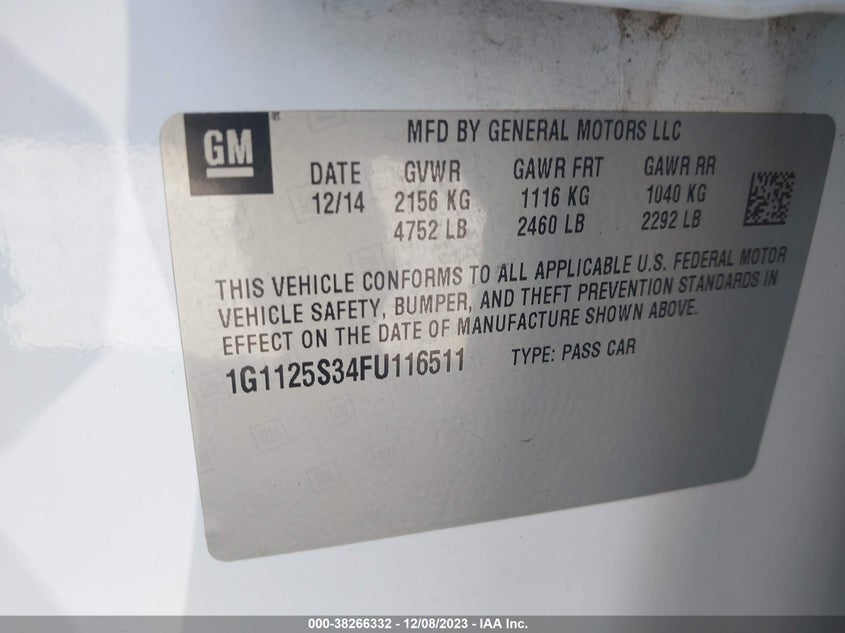 GM
MFD BY GENERAL MOTORS LLC
DATE GVWR GAWR FRT GAWR RR
12/14 2156 KG 1116 KG 1040 KG
4752 LB 2460 LB 2292 LB
THIS VEHICLE CONFORMS TO ALL APPLICABLE U.S. FEDERAL MOTOR
VEHICLE SAFETY, BUMPER, AND THEFT PREVENTION STANDARDS IN
EFFECT ON THE DATE OF MANUFACTURE SHOWN ABOVE.
1G1125S34FU116511 TYPE: PASS CAR
000-38266332 - 12/08/2023 - IAA Inc.